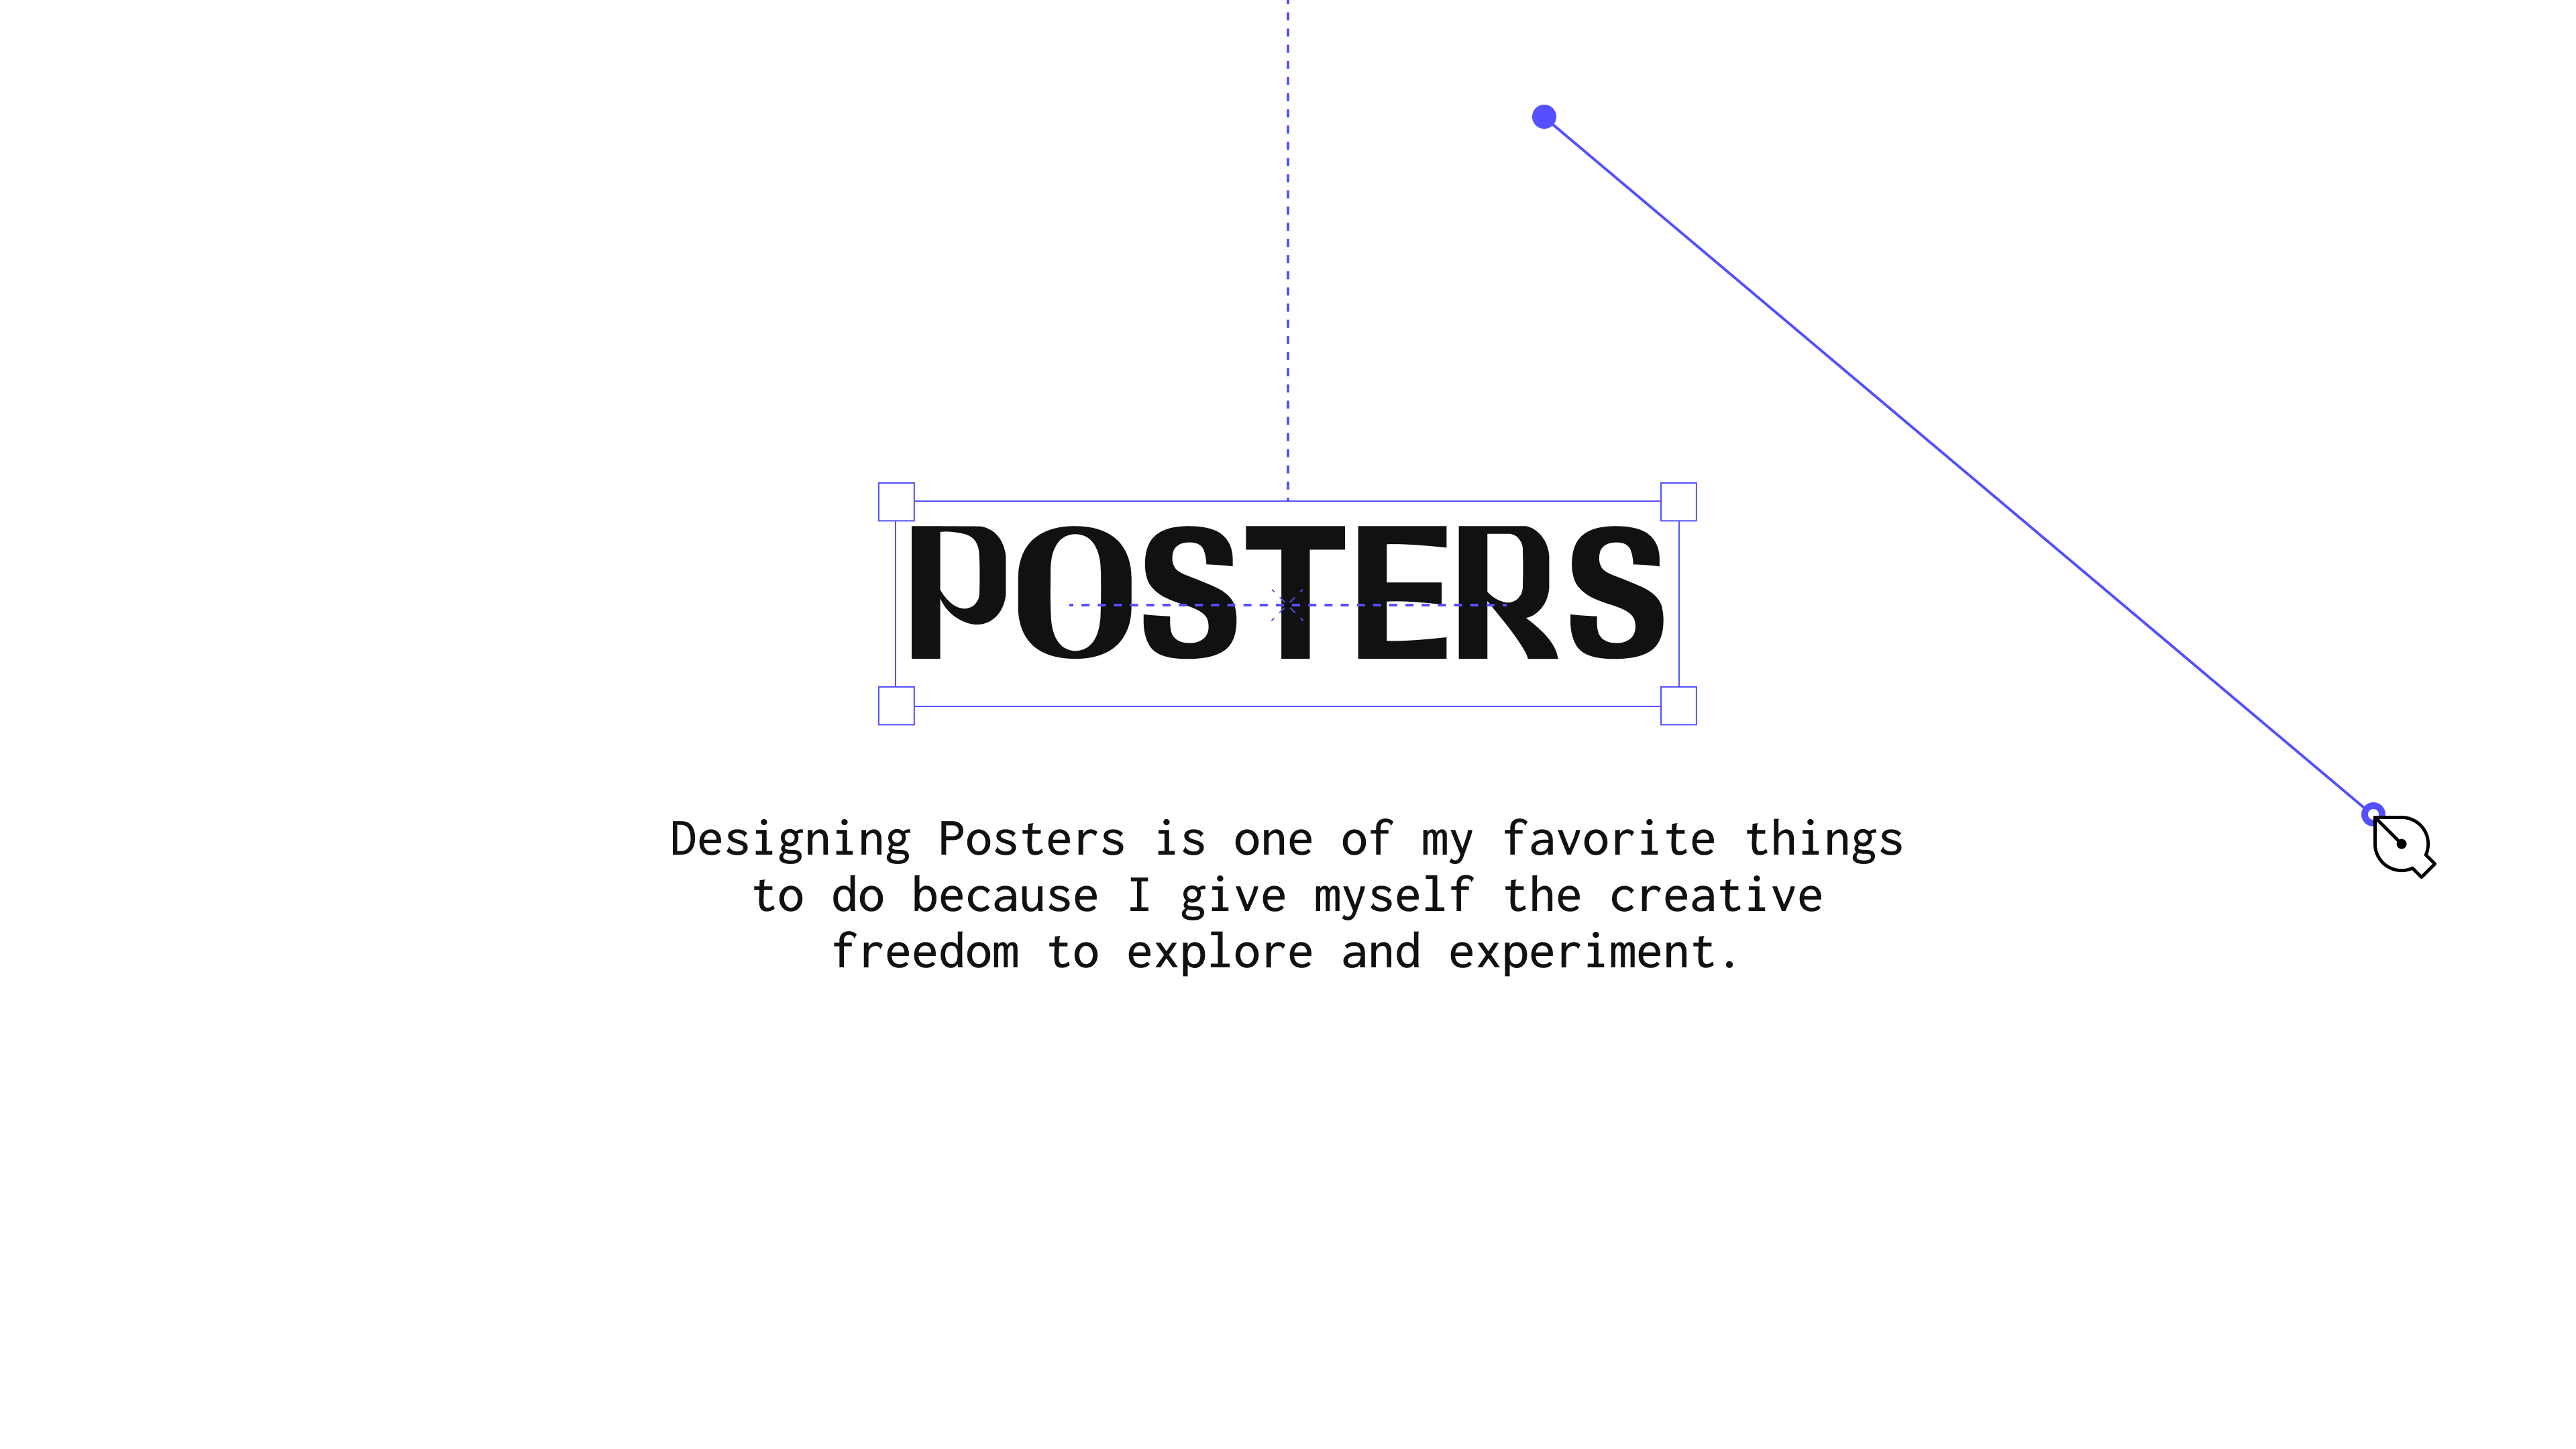 POSTERS
Designing Posters is one of my favorite things
to do because I give myself the creative
freedom to explore and experiment.